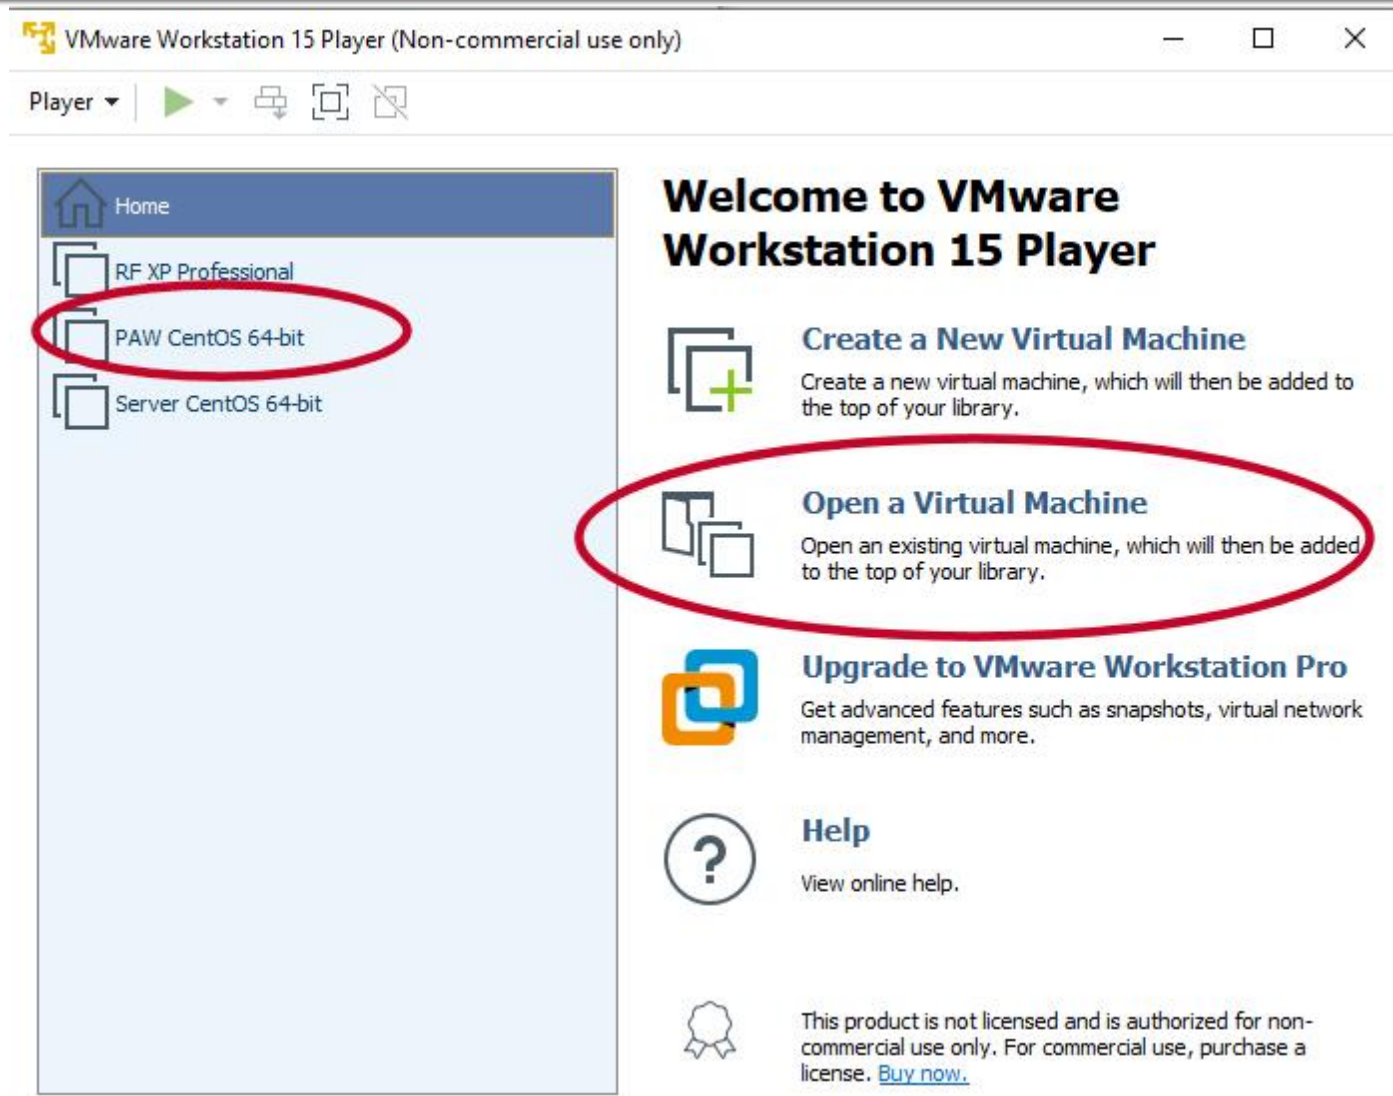 VMware Workstation 15 Player (Non-commercial use only)
Player
Home
RF XP Professional
PAW CentOS 64-bit
Server CentOS 64-bit
Welcome to VMware
Workstation 15 Player
Create a New Virtual Machine
Create a new virtual machine, which will then be added to
the top of your library.
Open a Virtual Machine
Open an existing virtual machine, which will then be added
to the top of your library.
Upgrade to VMware Workstation Pro
Get advanced features such as snapshots, virtual network
management, and more.
Help
View online help.
This product is not licensed and is authorized for non-
commercial use only. For commercial use, purchase a
license. Buy now.